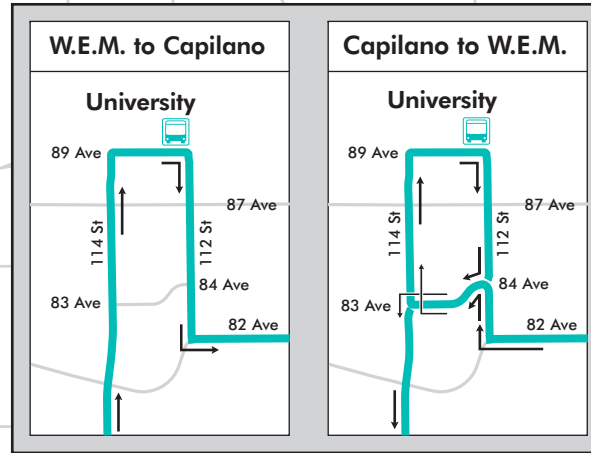 W.E.M. to Capilano
University
89 Ave
87 Ave
114 St
112 St
84 Ave
83 Ave
82 Ave
Capilano to W.E.M.
University
89 Ave
87 Ave
114 St
112 St
84 Ave
83 Ave
82 Ave